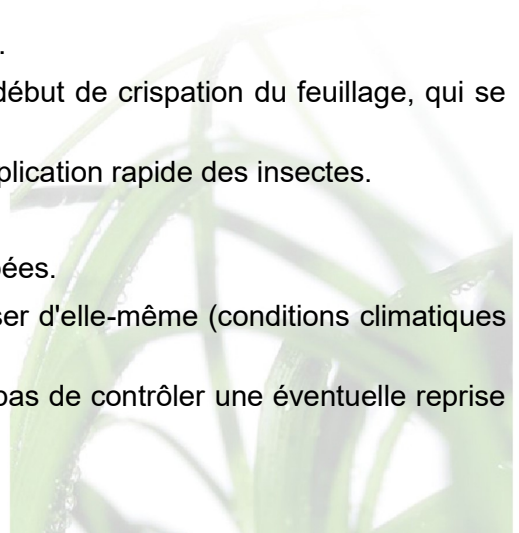 .
début de crispation du feuillage, qui se
plication rapide des insectes.
ées.
ser d'elle-même (conditions climatiques
pas de contrôler une éventuelle reprise